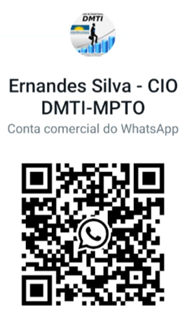 DMTI
Ernandes Silva - CIO
DMTI-MPTO
Conta comercial do WhatsApp